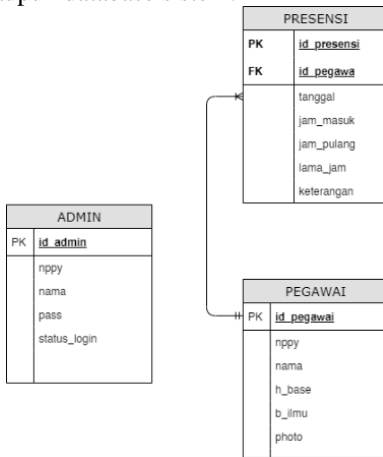 PRESENSI
PK id_presensi
FK id_pegawa
tanggal
jam_masuk
jam_pulang
lama_jam
keterangan
ADMIN
PK id_admin
nppy
nama
pass
status_login
PEGAWAI
PK id_pegawai
nppy
nama
h_base
b_ilmu
photo